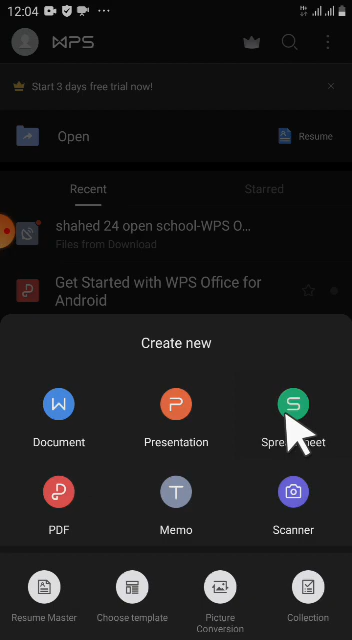 12:04
WPS
Start 3 days free trial now!
Open
Resume
Recent
Starred
shahed 24 open school-WPS O...
Files from Download
Get Started with WPS Office for
Android
Create new
Document
Presentation
W
P
S
PDF
Memo
Scanner
T
Resume Master
Choose template
Picture
Conversion
Collection